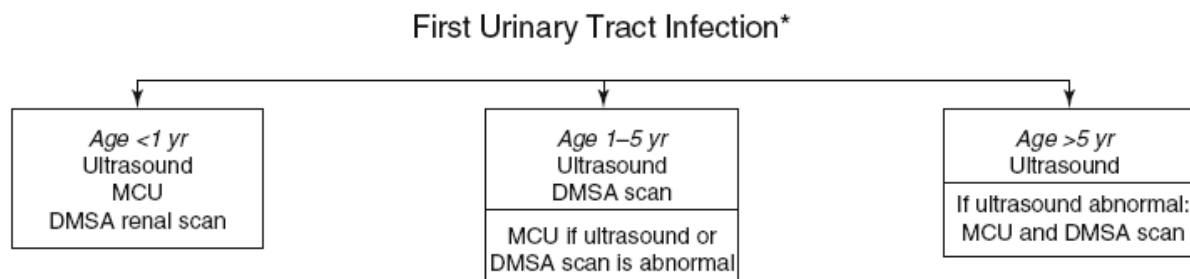 First Urinary Tract Infection*
Age <1 yr
Ultrasound
MCU
DMSA renal scan
Age 1–5 yr
Ultrasound
DMSA scan
MCU if ultrasound or
DMSA scan is abnormal
Age >5 yr
Ultrasound
If ultrasound abnormal:
MCU and DMSA scan